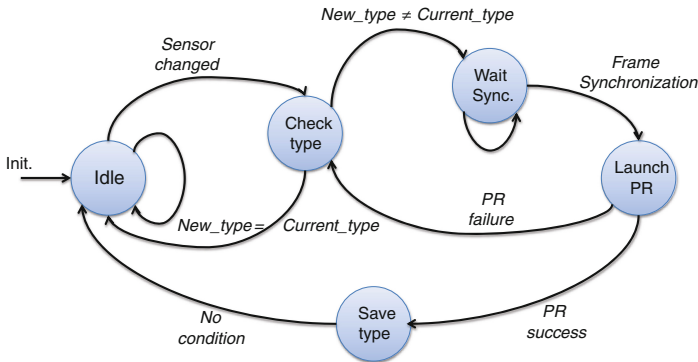 New_type ≠ Current_type
Sensor
changed
Frame
Synchronization
Wait
Sync.
Check
type
Init.
Idle
Launch
PR
PR
failure
New_type = Current_type
No
condition
Save
type
PR
success